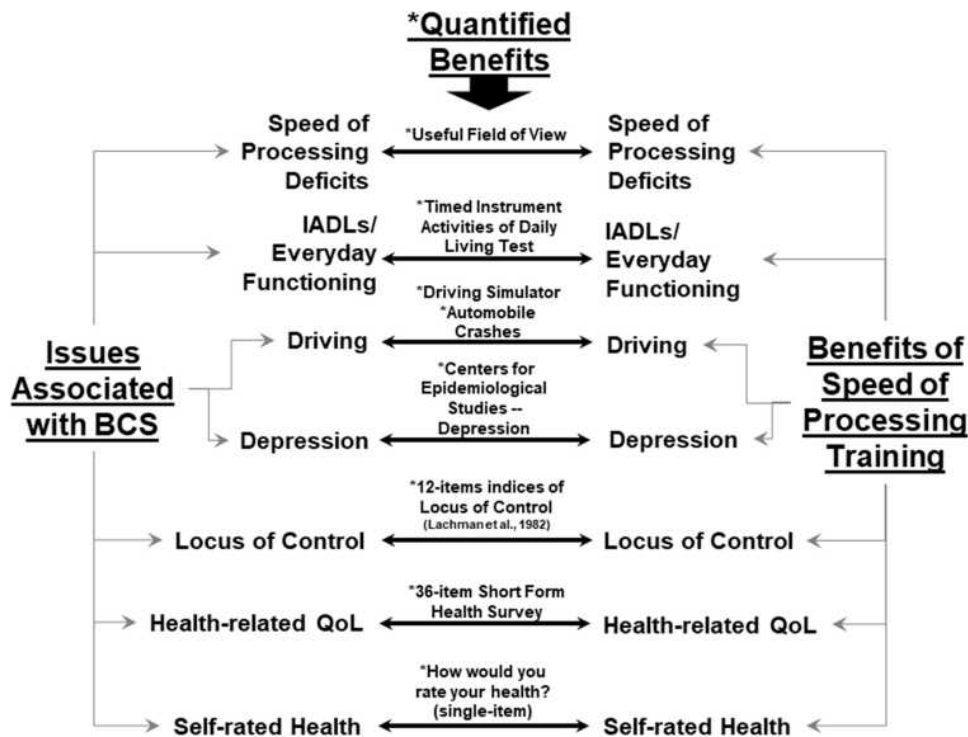 *Quantified
Benefits
Speed of
Processing
Deficits
*Useful Field of View
Speed of
Processing
Deficits
IADLs/
Everyday
Functioning
*Timed Instrument
Activities of Daily
Living Test
IADLs/
Everyday
Functioning
Driving
*Driving Simulator
*Automobile
Crashes
Driving
Issues
Associated
with BCS
Benefits of
Speed of
Processing
Training
Depression
*Centers for
Epidemiological
Studies --
Depression
Depression
Locus of Control
*12-items indices of
Locus of Control
(Lachman et al., 1982)
Locus of Control
Health-related QoL
*36-item Short Form
Health Survey
Health-related QoL
Self-rated Health
*How would you
rate your health?
(single-item)
Self-rated Health